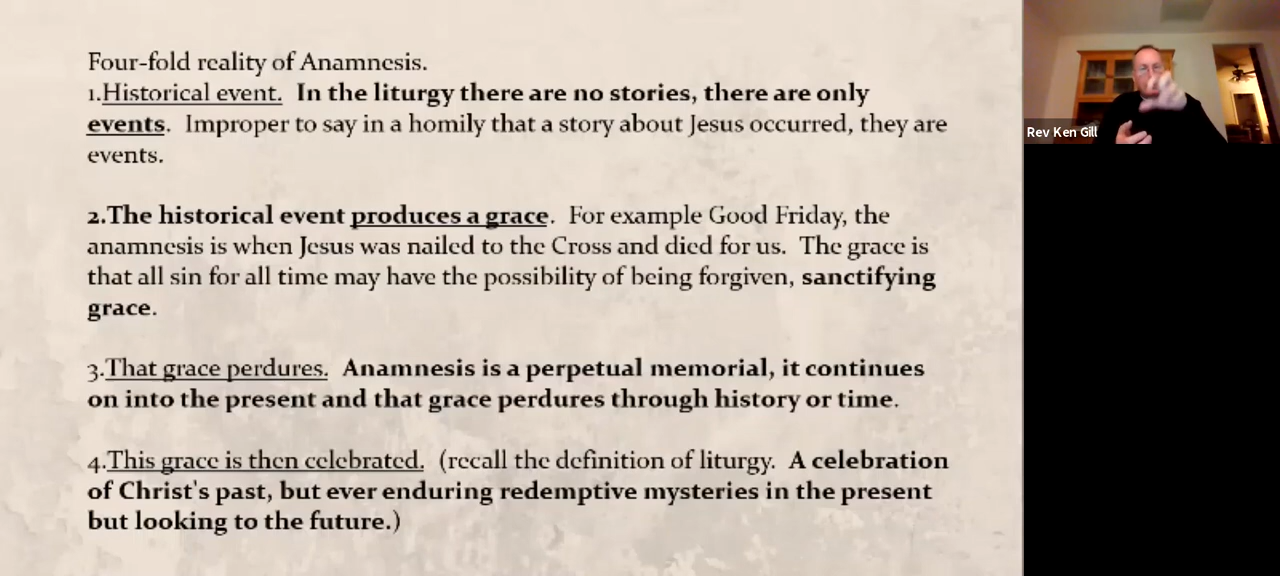 Four-fold reality of Anamnesis.
1.Historical event.  In the liturgy there are no stories, there are only
events.  Improper to say in a homily that a story about Jesus occurred, they are
events.
2.The historical event produces a grace.  For example Good Friday, the
anamnesis is when Jesus was nailed to the Cross and died for us.  The grace is
that all sin for all time may have the possibility of being forgiven, sanctifying
grace.
3.That grace perdures.  Anamnesis is a perpetual memorial, it continues
on into the present and that grace perdures through history or time.
4.This grace is then celebrated.  (recall the definition of liturgy.  A celebration
of Christ's past, but ever enduring redemptive mysteries in the present
but looking to the future.)
Rev Ken Gill